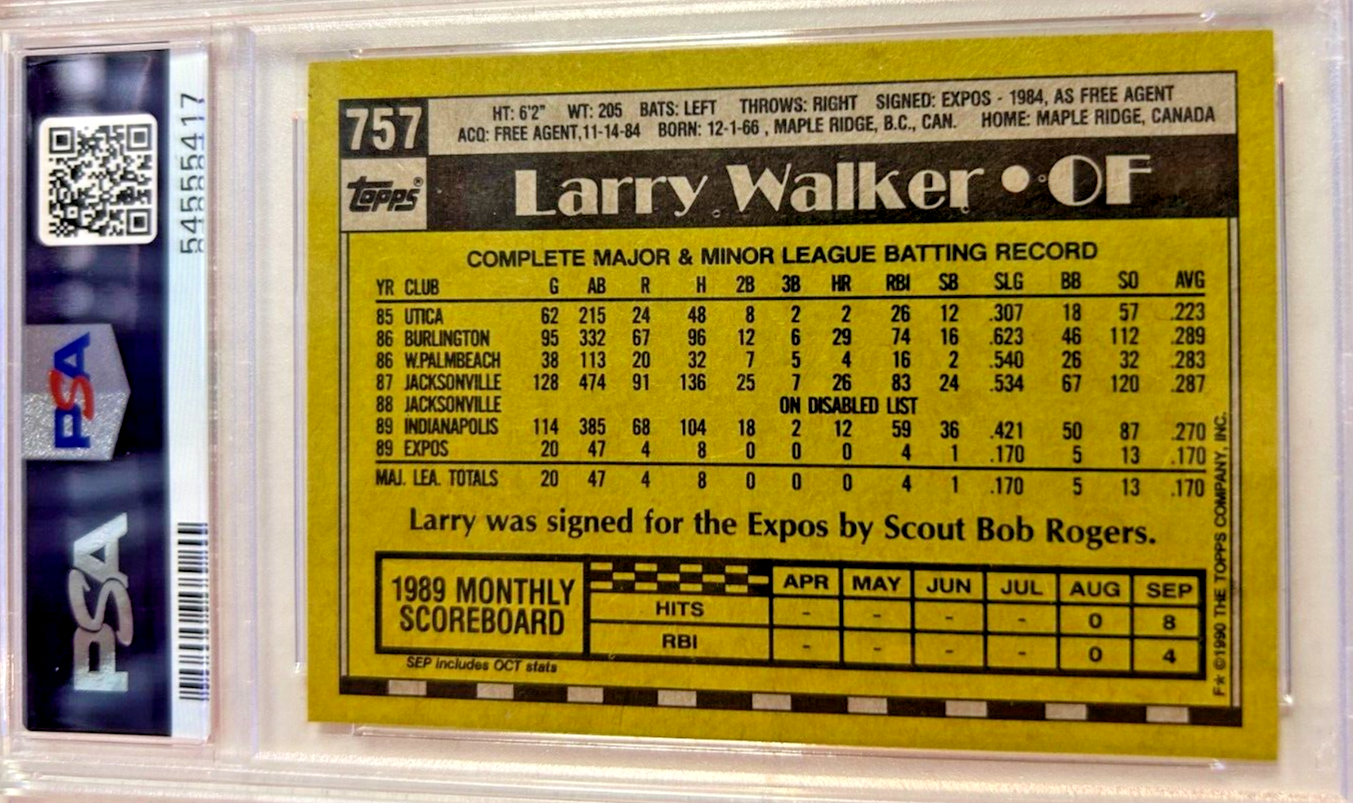 54555417
PSA
PSA
757
HT: 6'2" WT: 205 BATS: LEFT THROWS: RIGHT SIGNED: EXPOS - 1984, AS FREE AGENT
ACQ: FREE AGENT,11-14-84 BORN: 12-1-66 , MAPLE RIDGE, B.C., CAN. HOME: MAPLE RIDGE, CANADA
topps® Larry Walker • OF
COMPLETE MAJOR & MINOR LEAGUE BATTING RECORD
YR CLUB G AB R H 2B 3B HR RBI SB SLG BB SO AVG
85 UTICA 62 215 24 48 8 2 2 26 12 .307 18 57 .223
86 BURLINGTON 95 332 67 96 12 6 29 74 16 .623 46 112 .289
86 W.PALMBEACH 38 113 20 32 7 5 4 16 2 .540 26 32 .283
87 JACKSONVILLE 128 474 91 136 25 7 26 83 24 .534 67 120 .287
88 JACKSONVILLE ON DISABLED LIST
89 INDIANAPOLIS 114 385 68 104 18 2 12 59 36 .421 50 87 .270
89 EXPOS 20 47 4 8 0 0 0 4 1 .170 5 13 .170
MAJ. LEA. TOTALS 20 47 4 8 0 0 0 4 1 .170 5 13 .170
Larry was signed for the Expos by Scout Bob Rogers.
1989 MONTHLY
SCOREBOARD
APR MAY JUN JUL AUG SEP
HITS - - - - 0 8
RBI - - - - 0 4
SEP includes OCT stats
F* ©1990 THE TOPPS COMPANY, INC.